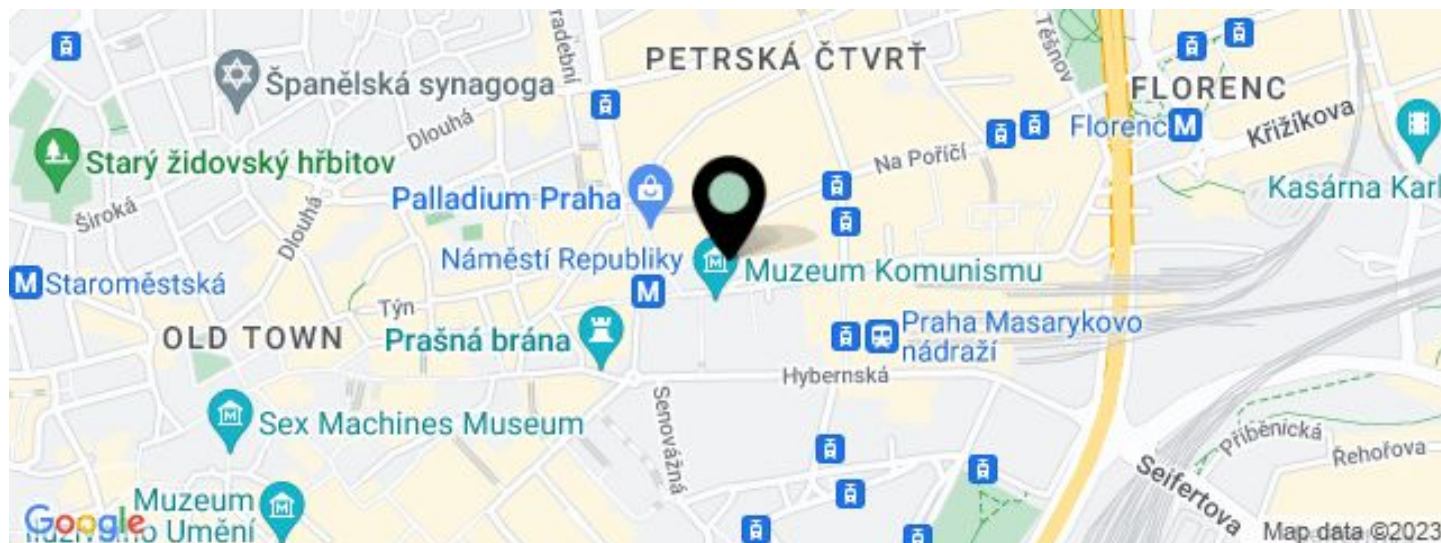 PETRSKÁ ČTVRŤ
Těšnov
FLORENC
Španělská synagoga
Dlouhá
Florenc
M
Křižíkova
Starý židovský hřbitov
Na Poříčí
Palladium Praha
Široká
Dlouhá
Kasárna Karl
Náměstí Republiky
M
Muzeum Komunismu
M Staroměstská
Týn
OLD TOWN
Prašná brána
Praha Masarykovo
nádraží
Hybernská
Senovážná
Sex Machines Museum
Příběnická
Řehořova
Seifertova
Muzeum
Umění
Google
Map data ©2023